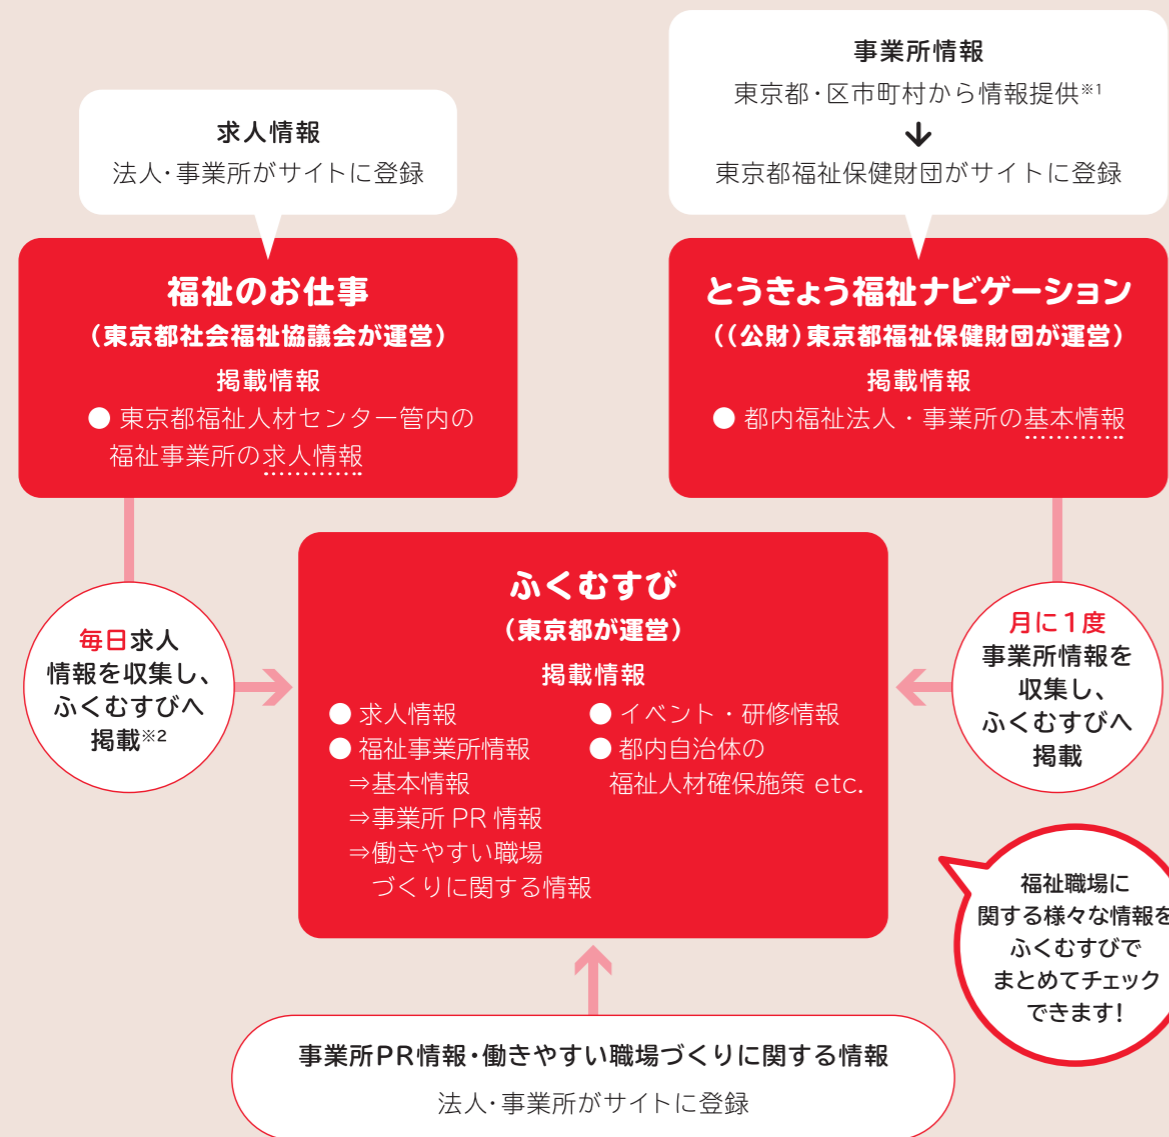 事業所情報
東京都・区市町村から情報提供※1
↓
東京都福祉保健財団がサイトに登録
求人情報
法人・事業所がサイトに登録
福祉のお仕事
（東京都社会福祉協議会が運営）
掲載情報
● 東京都福祉人材センター管内の
福祉事業所の求人情報
とうきょう福祉ナビゲーション
（（公財）東京都福祉保健財団が運営）
掲載情報
● 都内福祉法人・事業所の基本情報
毎日求人
情報を収集し、
ふくむすびへ
掲載※2
ふくむすび
（東京都が運営）
掲載情報
● 求人情報
● 福祉事業所情報
⇒基本情報
⇒事業所 PR 情報
⇒働きやすい職場
づくりに関する情報
● イベント・研修情報
● 都内自治体の
福祉人材確保施策 etc.
月に1度
事業所情報を
収集し、
ふくむすびへ
掲載
福祉職場に
関する様々な情報を
ふくむすびで
まとめてチェック
できます！
事業所PR情報・働きやすい職場づくりに関する情報
法人・事業所がサイトに登録